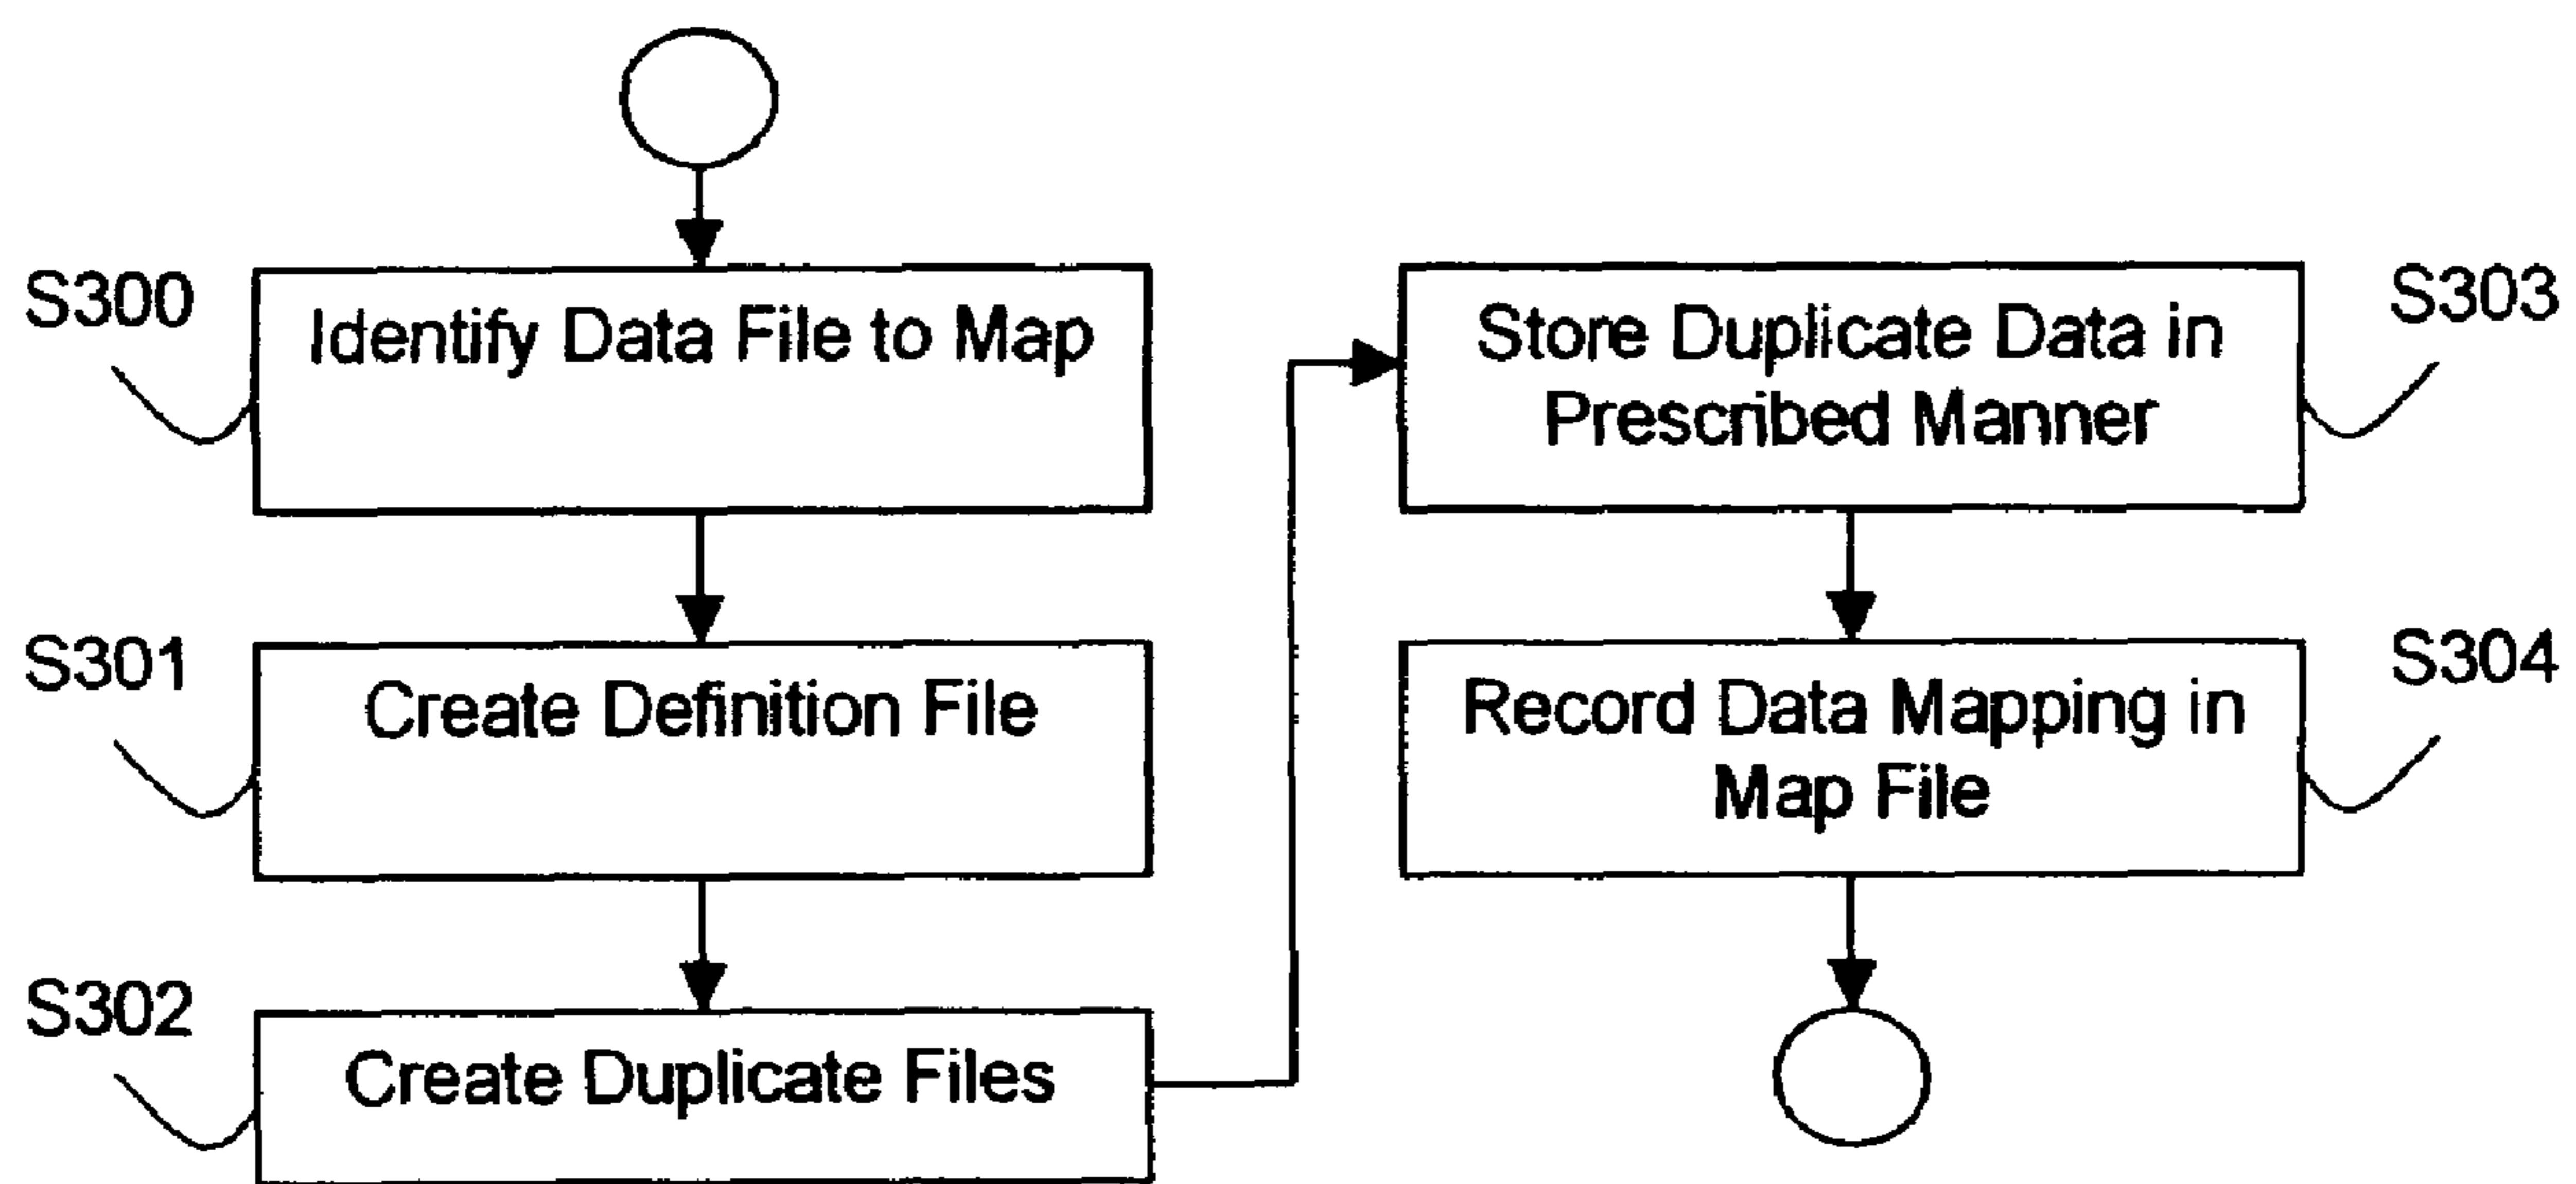 S300
Identify Data File to Map
S301
Create Definition File
S302
Create Duplicate Files
Store Duplicate Data in
Prescribed Manner
S303
Record Data Mapping in
Map File
S304